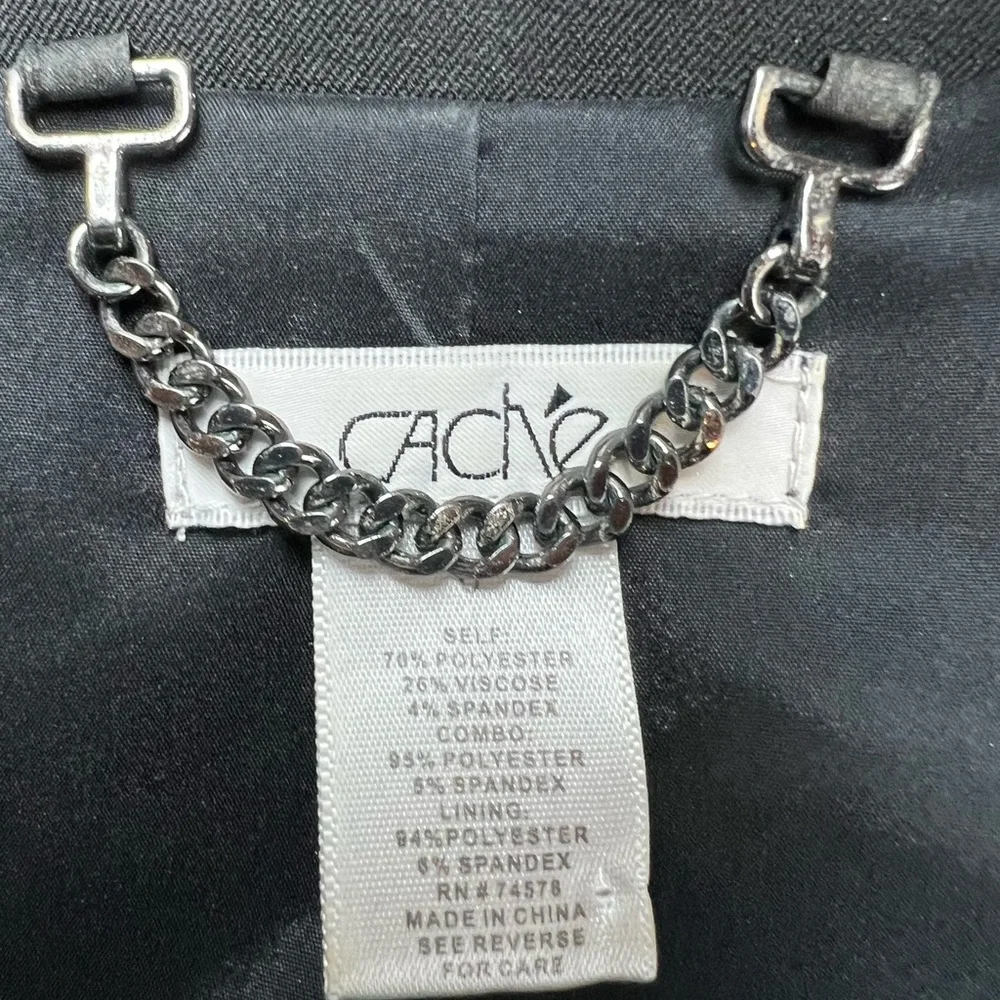 CAChé
SELF:
70% POLYESTER
26% VISCOSE
4% SPANDEX
COMBO:
95% POLYESTER
5% SPANDEX
LINING:
94%POLYESTER
6% SPANDEX
RN # 74578
MADE IN CHINA
SEE REVERSE
FOR CARE